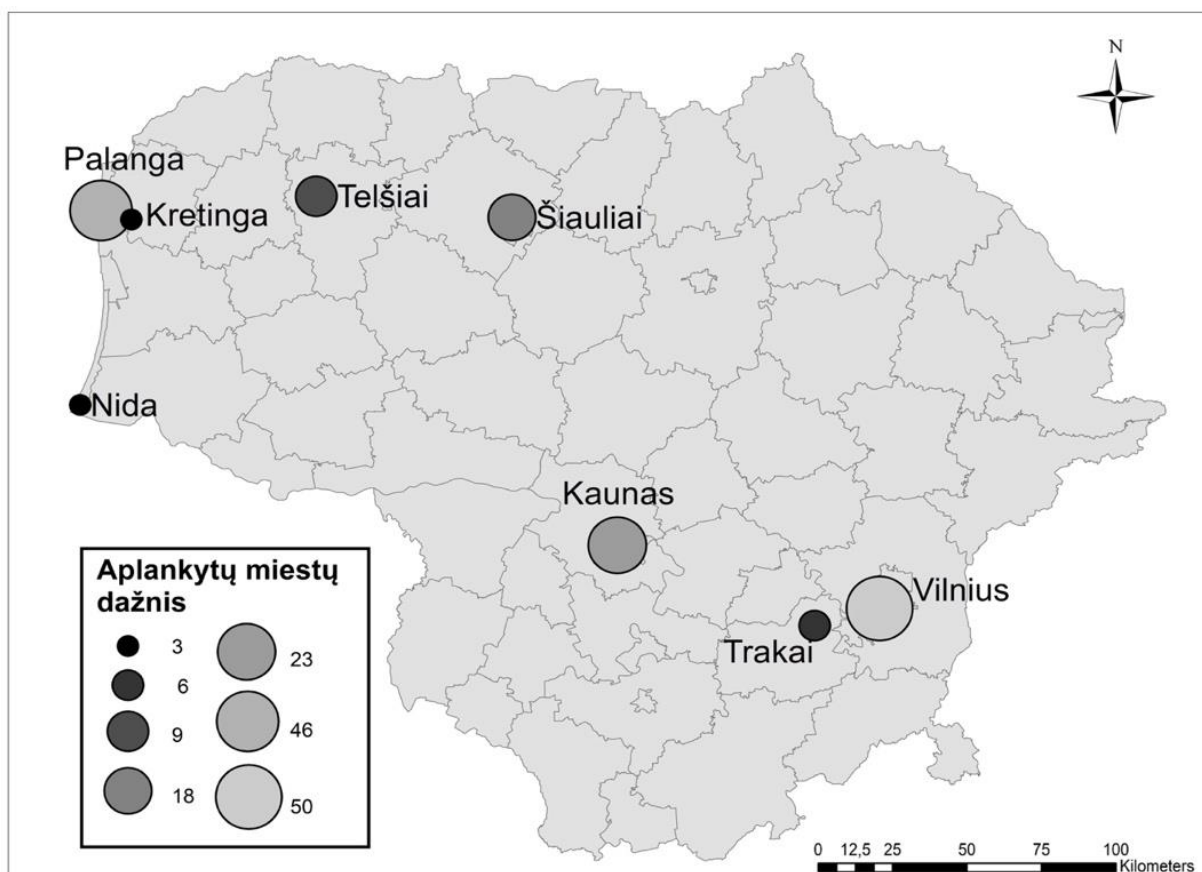 N
Palanga
Kretinga
Telšiai
Šiauliai
Nida
Kaunas
Vilnius
Trakai
Aplankytų miestų
dažnis
3
6
9
18
23
46
50
0 12,5 25 50 75 100
Kilometers